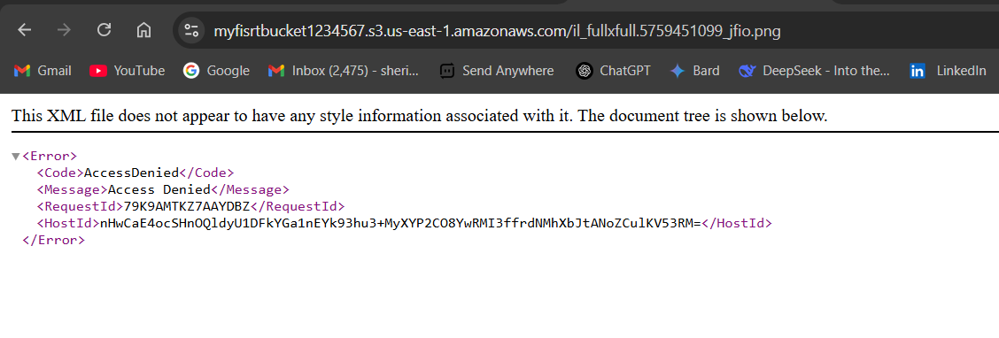 myfisrtbucket1234567.s3.us-east-1.amazonaws.com/il_fullxfull.5759451099_jfio.png
Gmail YouTube Google Inbox (2,475) - sheri... Send Anywhere ChatGPT Bard DeepSeek - Into the... LinkedIn
This XML file does not appear to have any style information associated with it. The document tree is shown below.
<Error>
<Code>AccessDenied</Code>
<Message>Access Denied</Message>
<RequestId>79K9AMTKZ7AAYDBZ</RequestId>
<HostId>nHwCaE4ocSHnOQldyU1DFkYGa1nEYk93hu3+MyXYP2CO8YwRMI3ffrdNMhXbJtANoZCulKV53RM=</HostId>
</Error>